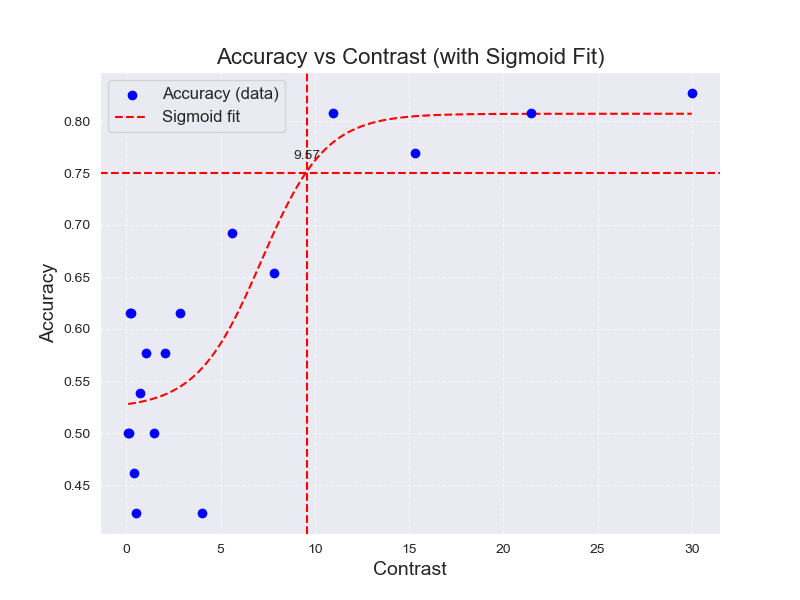 Accuracy vs Contrast (with Sigmoid Fit)
Accuracy (data)
Sigmoid fit
9.57
0.80
0.75
0.70
0.65
0.60
0.55
0.50
0.45
Accuracy
0 5 10 15 20 25 30
Contrast